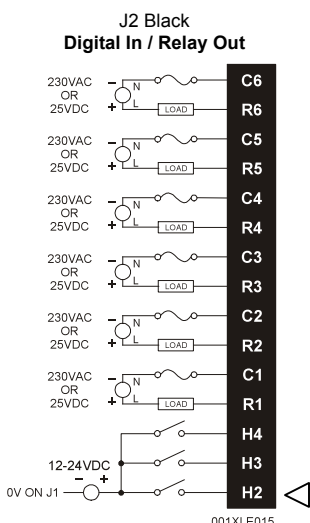 J2 Black
Digital In / Relay Out
230VAC - N C6
OR
25VDC + L LOAD R6
230VAC - N C5
OR
25VDC + L LOAD R5
230VAC - N C4
OR
25VDC + L LOAD R4
230VAC - N C3
OR
25VDC + L LOAD R3
230VAC - N C2
OR
25VDC + L LOAD R2
230VAC - N C1
OR
25VDC + L LOAD R1
H4
12-24VDC H3
- +
0V ON J1 H2
001XLE015